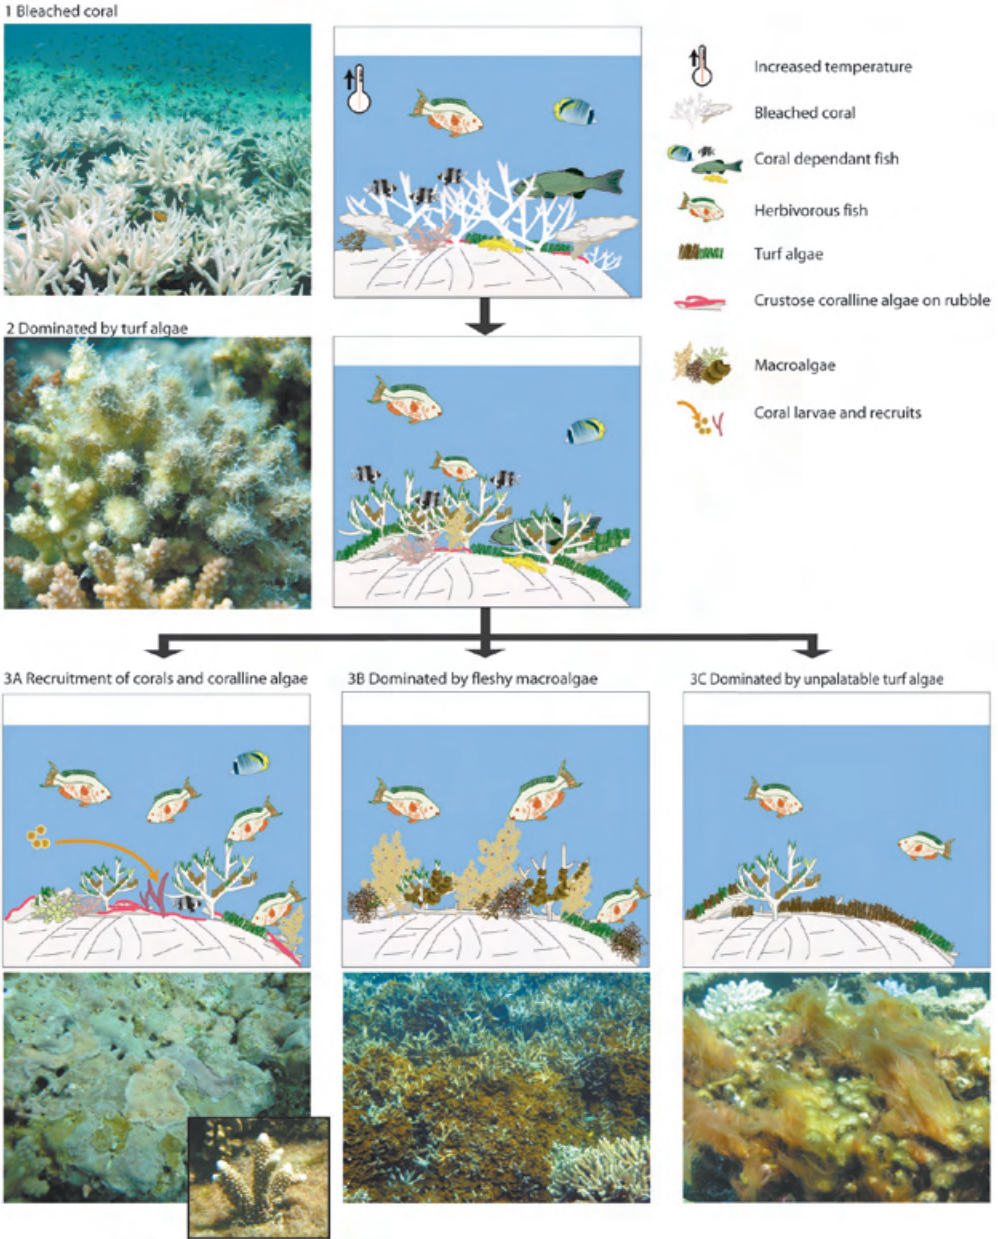 1 Bleached coral
Increased temperature
Bleached coral
Coral dependant fish
Herbivorous fish
Turf algae
Crustose coralline algae on rubble
Macroalgae
Coral larvae and recruits
2 Dominated by turf algae
3A Recruitment of corals and coralline algae
3B Dominated by fleshy macroalgae
3C Dominated by unpalatable turf algae